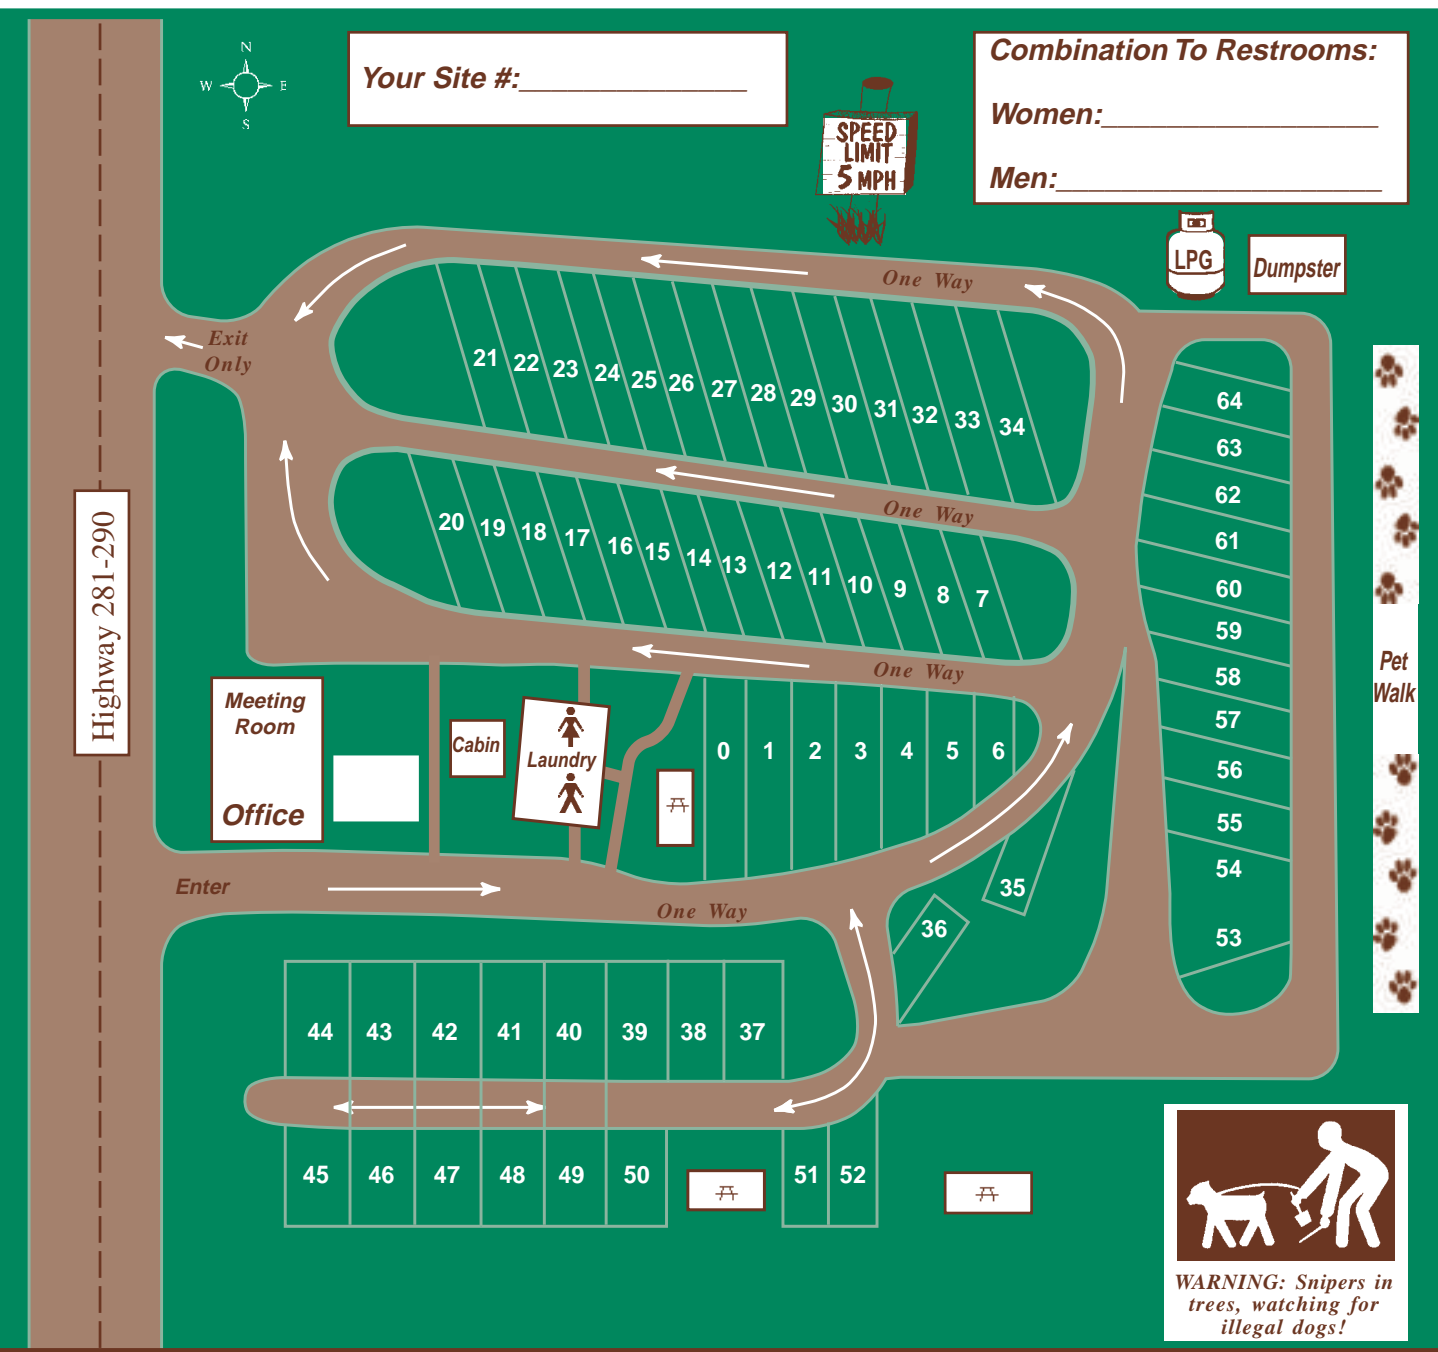 N
W E
S
Your Site #:_______________
Combination To Restrooms:
Women:__________________
Men:_____________________
SPEED
LIMIT
5 MPH
LPG
Dumpster
One Way
Exit
Only
21 22 23 24 25 26 27 28 29 30 31 32 33 34
One Way
20 19 18 17 16 15 14 13 12 11 10 9 8 7
One Way
64
63
62
61
60
59
58
57
56
55
54
53
Pet
Walk
Highway 281-290
Meeting
Room
Office
Cabin
Laundry
0 1 2 3 4 5 6
Enter
One Way
35
36
44 43 42 41 40 39 38 37
45 46 47 48 49 50 51 52
WARNING: Snipers in
trees, watching for
illegal dogs!